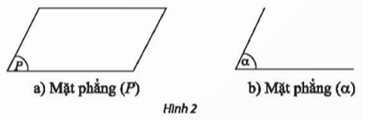 P
α
a) Mặt phẳng (P)
b) Mặt phẳng (α)
Hình 2